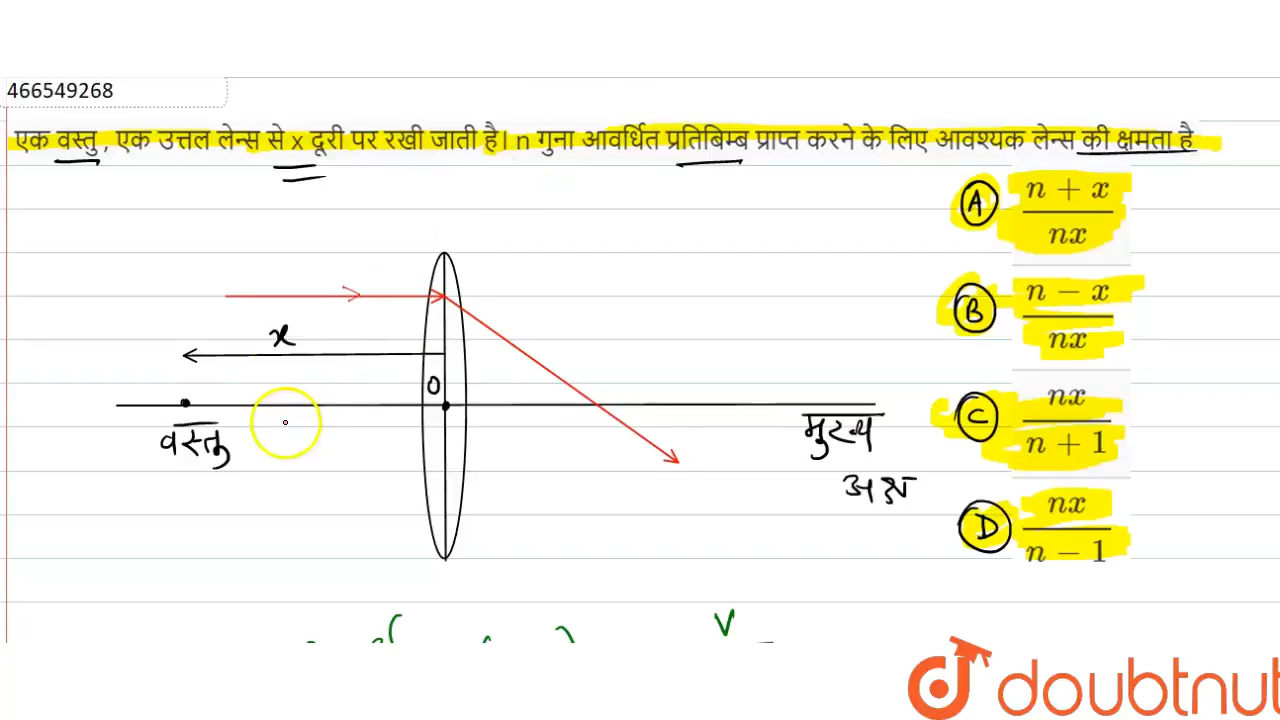 466549268
एक वस्तु , एक उत्तल लेन्स से x दूरी पर रखी जाती है। n गुना आवर्धित प्रतिबिम्ब प्राप्त करने के लिए आवश्यक लेन्स की क्षमता है
A n + x / nx
B n − x / nx
C nx / n + 1
D nx / n − 1
x
O
वस्तु
मुख्य
अक्ष
V
doubtnut